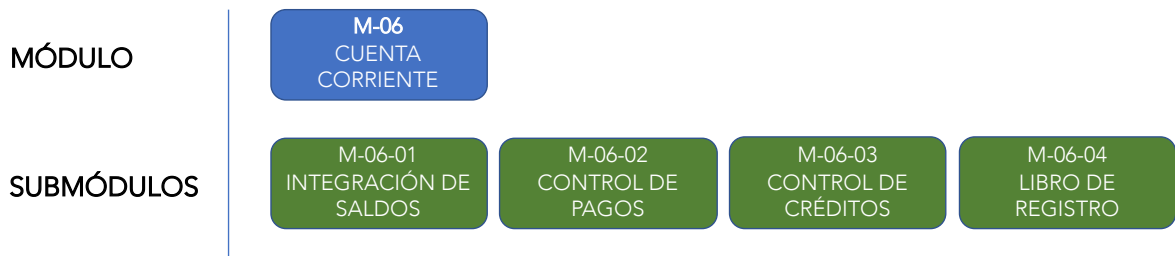 MÓDULO
M-06
CUENTA
CORRIENTE
SUBMÓDULOS
M-06-01
INTEGRACIÓN DE
SALDOS
M-06-02
CONTROL DE
PAGOS
M-06-03
CONTROL DE
CRÉDITOS
M-06-04
LIBRO DE
REGISTRO